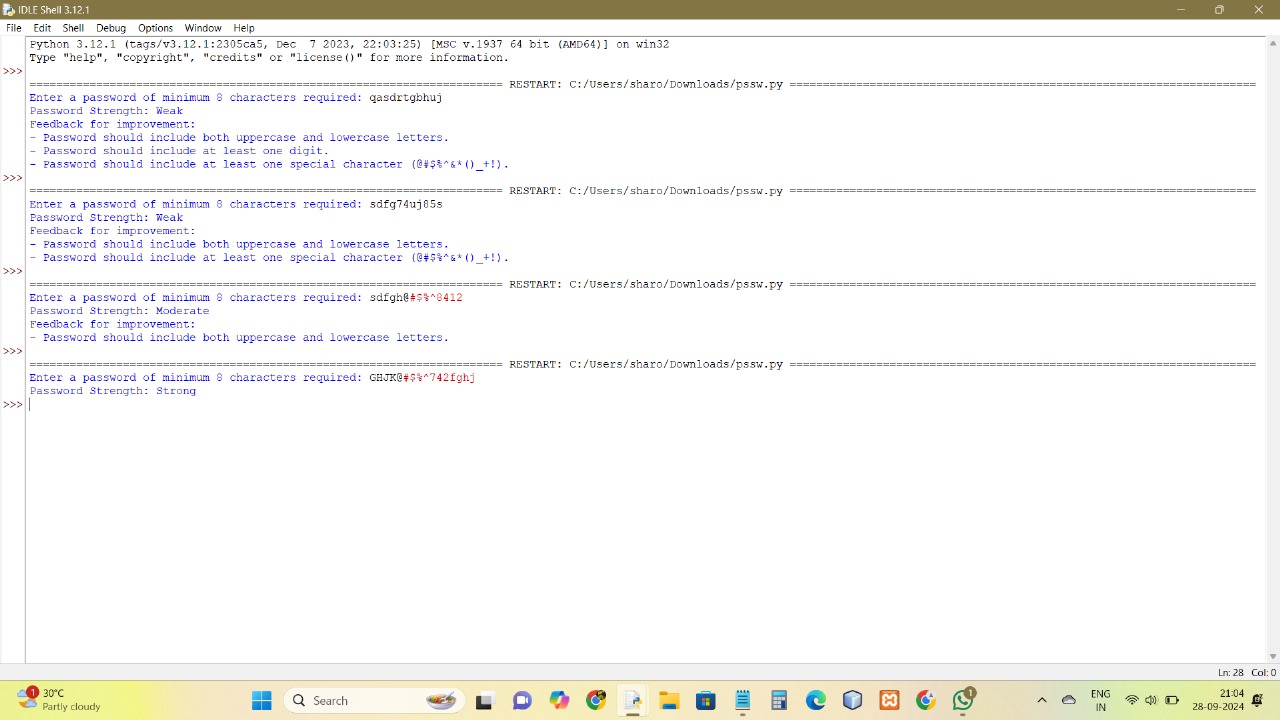 IDLE Shell 3.12.1
File Edit Shell Debug Options Window Help
Python 3.12.1 (tags/v3.12.1:2305ca5, Dec  7 2023, 22:03:25) [MSC v.1937 64 bit (AMD64)] on win32
Type "help", "copyright", "credits" or "license()" for more information.
>>>
======================================================================= RESTART: C:/Users/sharo/Downloads/pssw.py ======================================================================
Enter a password of minimum 8 characters required: qasdrtgbhuj
Password Strength: Weak
Feedback for improvement:
- Password should include both uppercase and lowercase letters.
- Password should include at least one digit.
- Password should include at least one special character (@#$%^&*()_+!).
>>>
======================================================================= RESTART: C:/Users/sharo/Downloads/pssw.py ======================================================================
Enter a password of minimum 8 characters required: sdfg74uj85s
Password Strength: Weak
Feedback for improvement:
- Password should include both uppercase and lowercase letters.
- Password should include at least one special character (@#$%^&*()_+!).
>>>
======================================================================= RESTART: C:/Users/sharo/Downloads/pssw.py ======================================================================
Enter a password of minimum 8 characters required: sdfgh@#$%^8412
Password Strength: Moderate
Feedback for improvement:
- Password should include both uppercase and lowercase letters.
>>>
======================================================================= RESTART: C:/Users/sharo/Downloads/pssw.py ======================================================================
Enter a password of minimum 8 characters required: GHJK@#$%^742fghj
Password Strength: Strong
>>>
Ln: 28 Col: 0
1
30°C
Partly cloudy
Search
1
ENG
IN
21:04
28-09-2024